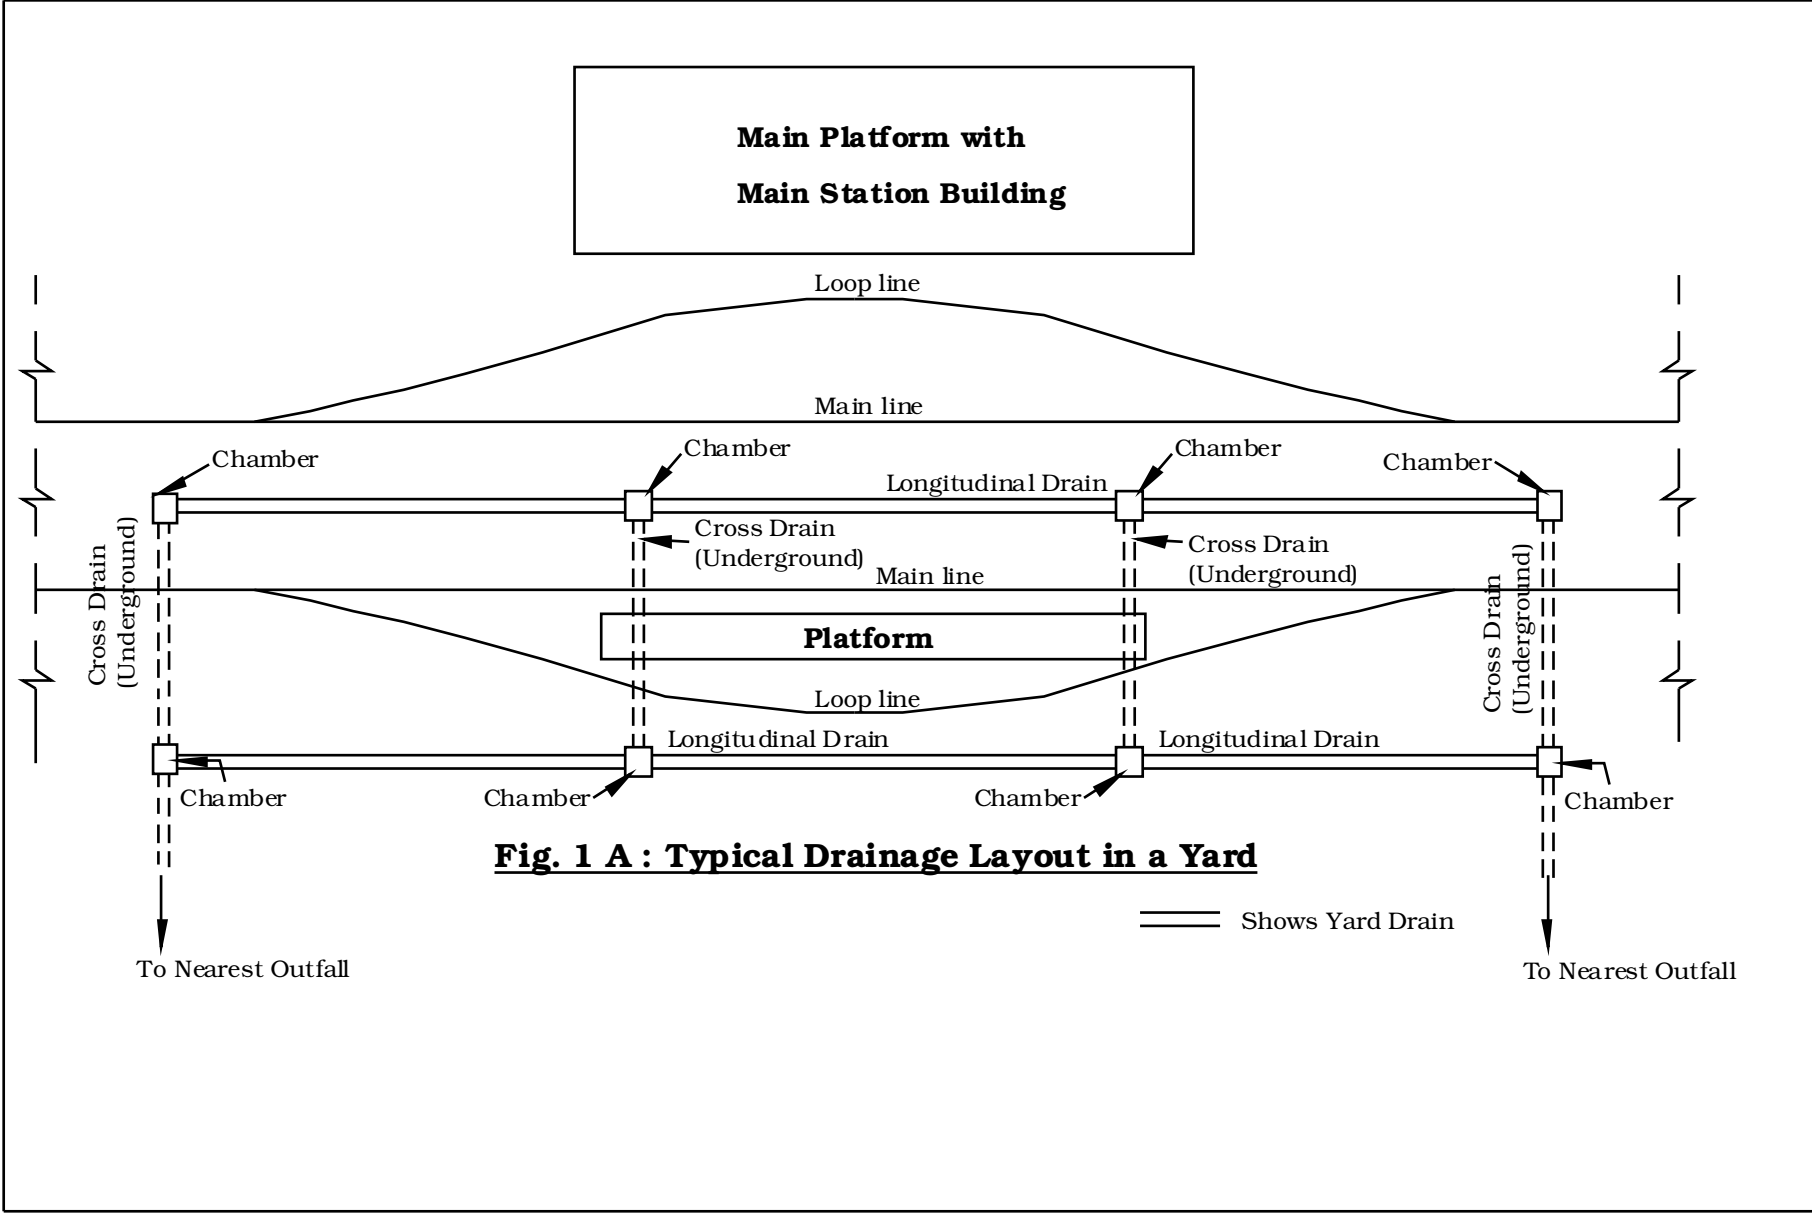 Main Platform with
Main Station Building
Loop line
Main line
Chamber
Chamber
Chamber
Chamber
Longitudinal Drain
Cross Drain
(Underground)
Cross Drain
(Underground)
Cross Drain
(Underground)
Cross Drain
(Underground)
Main line
Platform
Loop line
Longitudinal Drain
Longitudinal Drain
Chamber
Chamber
Chamber
Chamber
Fig. 1 A : Typical Drainage Layout in a Yard
Shows Yard Drain
To Nearest Outfall
To Nearest Outfall